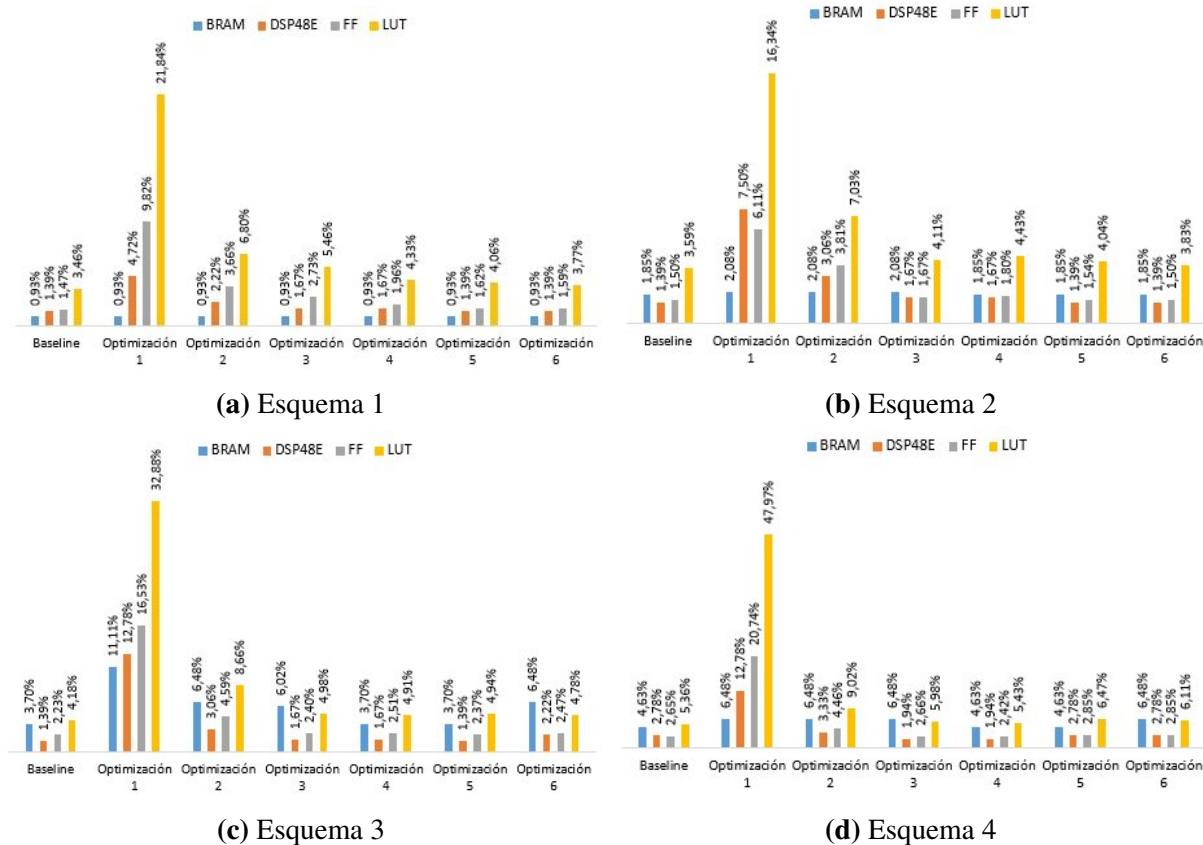 BRAM DSP48E FF LUT
0,93% 1,39% 1,47% 3,46% 0,93% 4,72% 9,82% 21,84% 0,93% 2,22% 3,66% 6,80% 0,93% 1,67% 2,73% 5,46% 0,93% 1,67% 1,96% 4,33% 0,93% 1,39% 1,62% 4,06% 0,93% 1,39% 1,59% 3,77%
Baseline Optimización Optimización Optimización Optimización Optimización Optimización
1 2 3 4 5 6
(a) Esquema 1
BRAM DSP48E FF LUT
1,85% 1,39% 1,50% 3,59% 2,08% 7,50% 6,11% 16,34% 2,08% 3,06% 3,81% 7,03% 2,08% 1,67% 1,67% 4,11% 1,85% 1,67% 1,80% 4,43% 1,85% 1,39% 1,54% 4,04% 1,85% 1,39% 1,50% 3,83%
Baseline Optimización Optimización Optimización Optimización Optimización Optimización
1 2 3 4 5 6
(b) Esquema 2
BRAM DSP48E FF LUT
3,70% 1,39% 2,23% 4,18% 11,11% 12,78% 16,53% 32,88% 6,48% 3,06% 4,59% 8,66% 6,02% 1,67% 2,40% 4,98% 3,70% 1,67% 2,51% 4,91% 3,70% 1,39% 2,37% 4,94% 6,48% 2,22% 2,47% 4,78%
Baseline Optimización Optimización Optimización Optimización Optimización Optimización
1 2 3 4 5 6
(c) Esquema 3
BRAM DSP48E FF LUT
4,63% 2,78% 2,65% 5,36% 6,48% 12,78% 20,74% 47,97% 6,48% 3,33% 4,46% 9,02% 6,48% 1,94% 2,66% 5,98% 4,63% 1,94% 2,42% 5,43% 4,63% 2,78% 2,85% 6,47% 6,48% 2,78% 2,85% 6,11%
Baseline Optimización Optimización Optimización Optimización Optimización Optimización
1 2 3 4 5 6
(d) Esquema 4